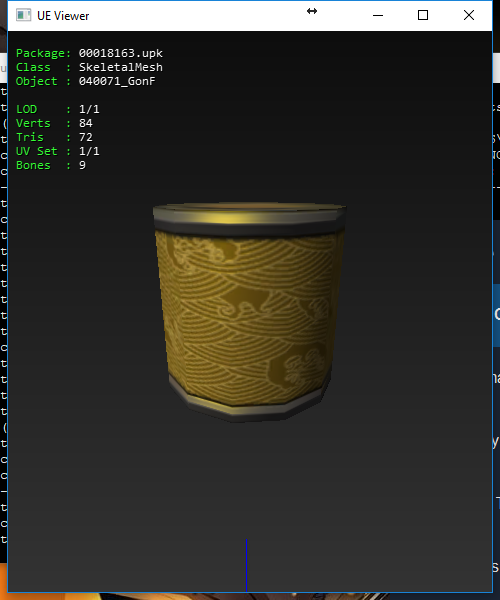 UE Viewer
Package: 00018163.upk
Class : SkeletalMesh
Object : 040071_GonF
LOD : 1/1
Verts : 84
Tris : 72
UV Set : 1/1
Bones : 9